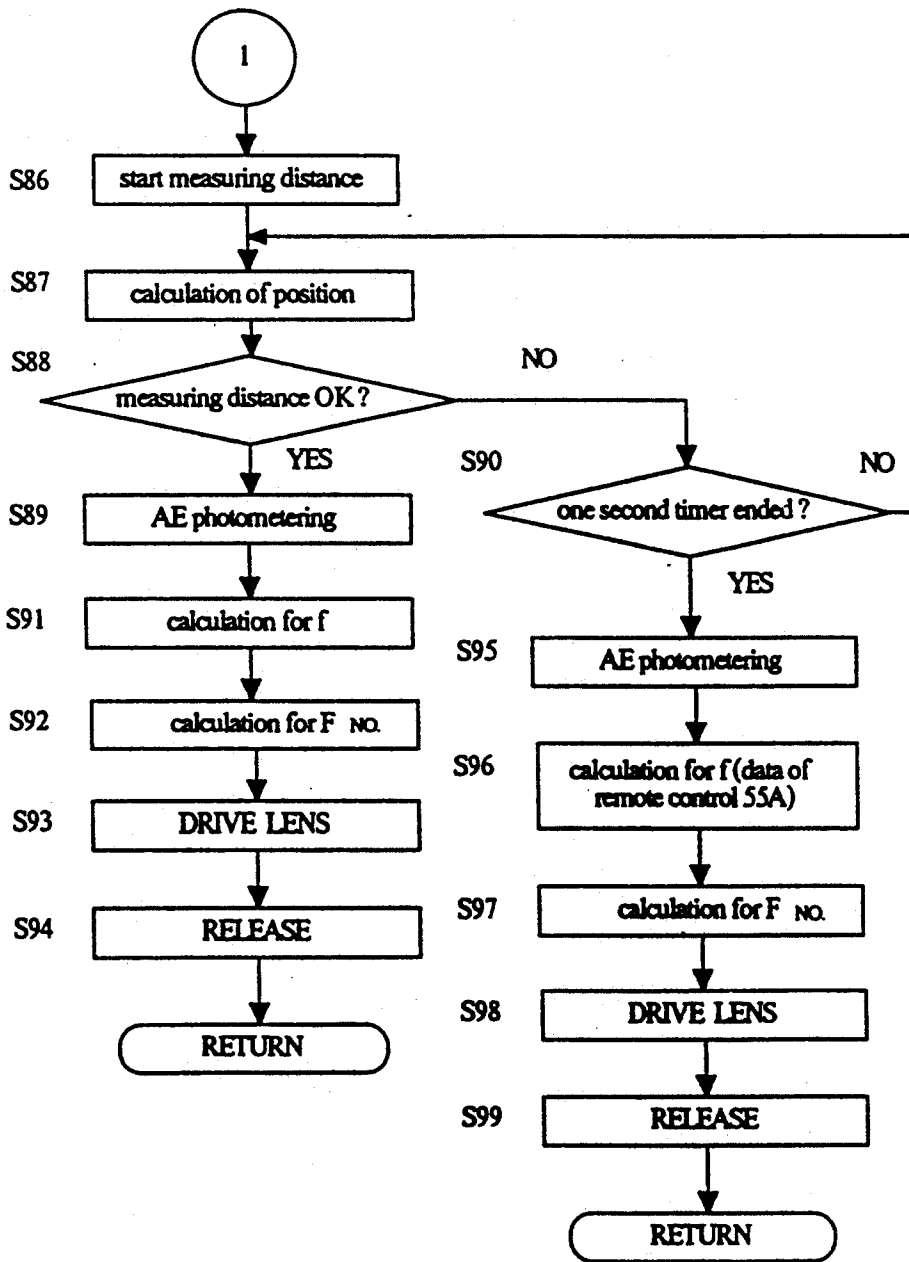 1
S86
start measuring distance
S87
calculation of position
S88
measuring distance OK ?
NO
YES
S89
AE photometering
S91
calculation for f
S92
calculation for F NO.
S93
DRIVE LENS
S94
RELEASE
RETURN
S90
one second timer ended ?
NO
YES
S95
AE photometering
S96
calculation for f (data of
remote control 55A)
S97
calculation for F NO.
S98
DRIVE LENS
S99
RELEASE
RETURN